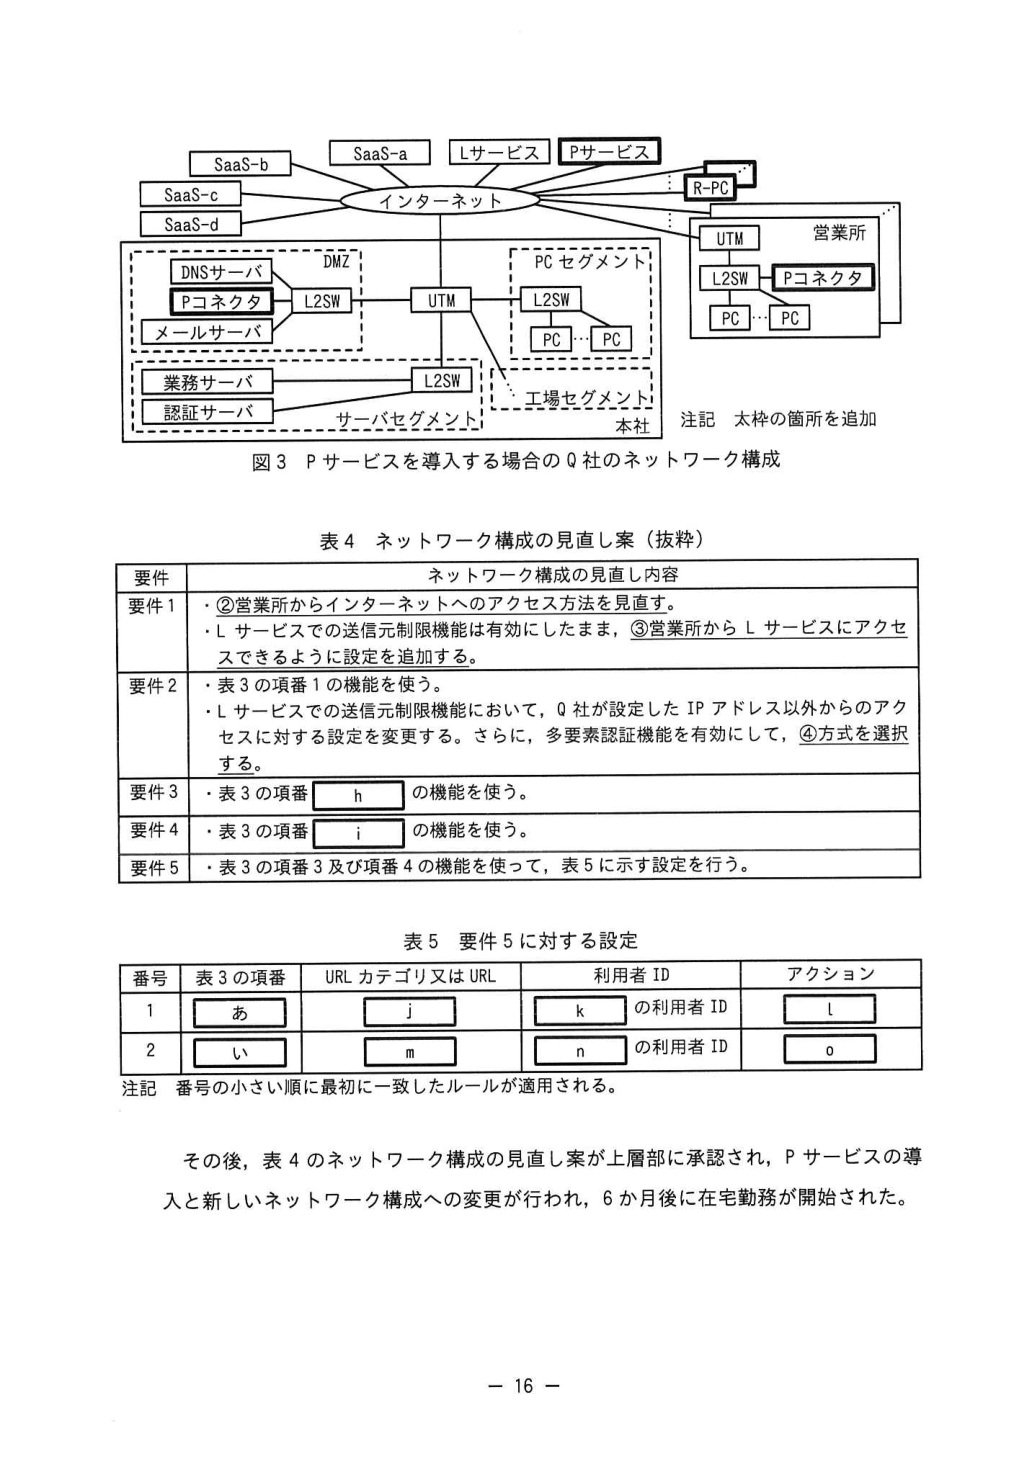 SaaS-b
SaaS-a
Lサービス
Pサービス
SaaS-c
SaaS-d
インターネット
R-PC
DMZ
DNSサーバ
Pコネクタ
メールサーバ
L2SW
UTM
PCセグメント
L2SW
PC … PC
業務サーバ
認証サーバ
L2SW
サーバセグメント
工場セグメント
本社
営業所
UTM
L2SW
Pコネクタ
PC … PC
注記 太枠の箇所を追加
図3 Pサービスを導入する場合のQ社のネットワーク構成
表4 ネットワーク構成の見直し案（抜粋）
要件 ネットワーク構成の見直し内容
要件1 ・②営業所からインターネットへのアクセス方法を見直す。
・Lサービスでの送信元制限機能は有効にしたまま，③営業所からLサービスにアクセ
スできるように設定を追加する。
要件2 ・表3の項番1の機能を使う。
・Lサービスでの送信元制限機能において，Q社が設定したIPアドレス以外からのアク
セスに対する設定を変更する。さらに，多要素認証機能を有効にして，④方式を選択
する。
要件3 ・表3の項番 h の機能を使う。
要件4 ・表3の項番 i の機能を使う。
要件5 ・表3の項番3及び項番4の機能を使って，表5に示す設定を行う。
表5 要件5に対する設定
番号 表3の項番 URLカテゴリ又はURL 利用者ID アクション
1 あ j k の利用者ID l
2 い m n の利用者ID o
注記 番号の小さい順に最初に一致したルールが適用される。
その後，表4のネットワーク構成の見直し案が上層部に承認され，Pサービスの導
入と新しいネットワーク構成への変更が行われ，6か月後に在宅勤務が開始された。
－ 16 －